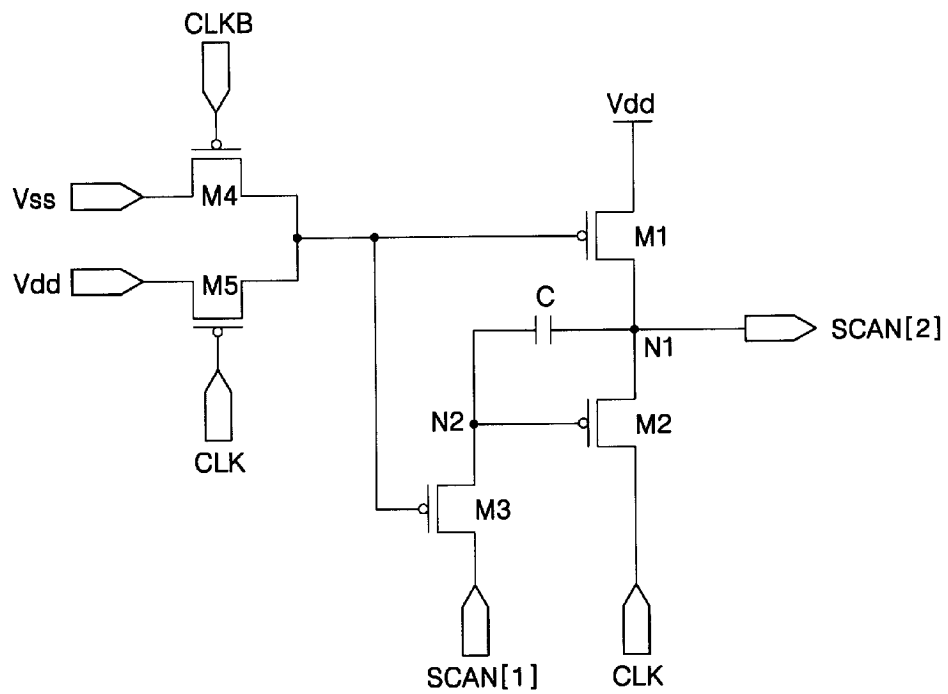 CLKB
Vdd
Vss
M4
M1
Vdd
M5
C
SCAN[2]
N1
N2
M2
CLK
M3
SCAN[1]
CLK